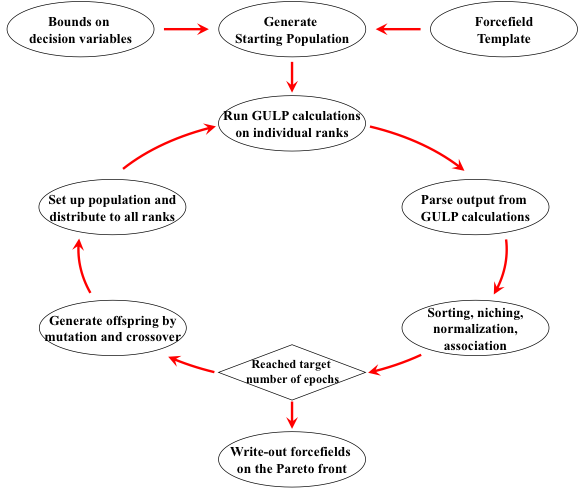 Bounds on
decision variables
Generate
Starting Population
Forcefield
Template
Run GULP calculations
on individual ranks
Set up population and
distribute to all ranks
Parse output from
GULP calculations
Generate offspring by
mutation and crossover
Sorting, niching,
normalization,
association
Reached target
number of epochs
Write-out forcefields
on the Pareto front